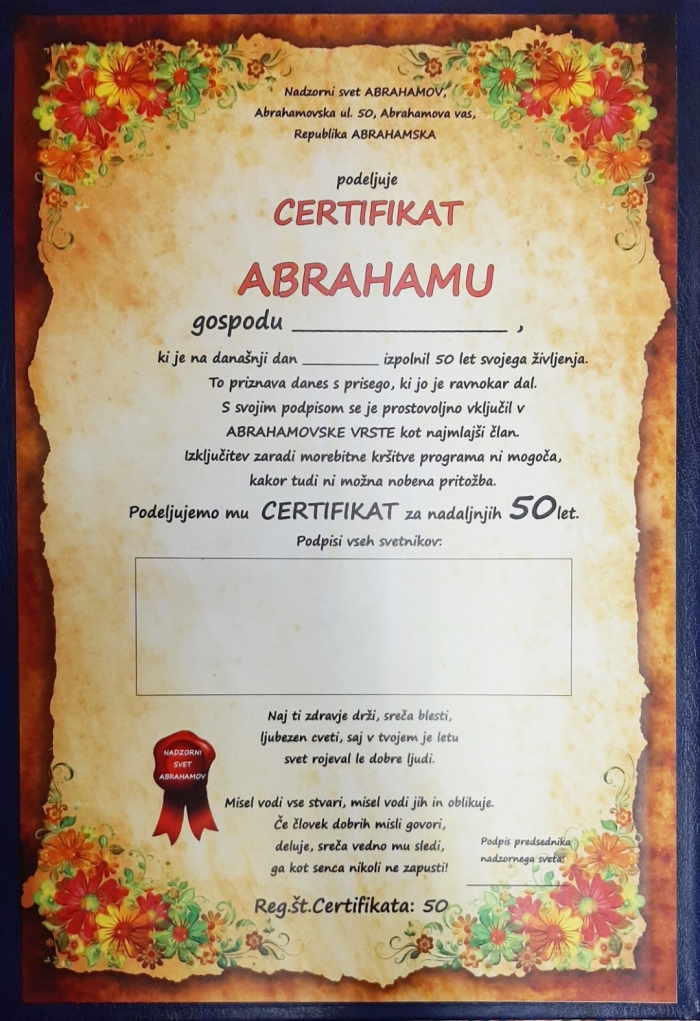 Nadzorni svet ABRAHAMOV,
Abrahamovska ul. 50, Abrahamova vas,
Republika ABRAHAMSKA
podeljuje
CERTIFIKAT
ABRAHAMU
gospodu ____________________ ,
ki je na današnji dan __________ izpolnil 50 let svojega življenja.
To priznava danes s prisego, ki jo je ravnokar dal.
S svojim podpisom se je prostovoljno vključil v
ABRAHAMOVSKE VRSTE kot najmlajši član.
Izključitev zaradi morebitne kršitve programa ni mogoča,
kakor tudi ni možna nobena pritožba.
Podeljujemo mu CERTIFIKAT za nadaljnjih 50 let.
Podpisi vseh svetnikov:
Naj ti zdravje drži, sreča blesti,
ljubezen cveti, saj v tvojem je letu
svet rojeval le dobre ljudi.
NADZORNI
SVET
ABRAHAMOV
Misel vodi vse stvari, misel vodi jih in oblikuje.
Če človek dobrih misli govori,
deluje, sreča vedno mu sledi,
ga kot senca nikoli ne zapusti!
Podpis predsednika
nadzornega sveta:
Reg.št.Certifikata: 50